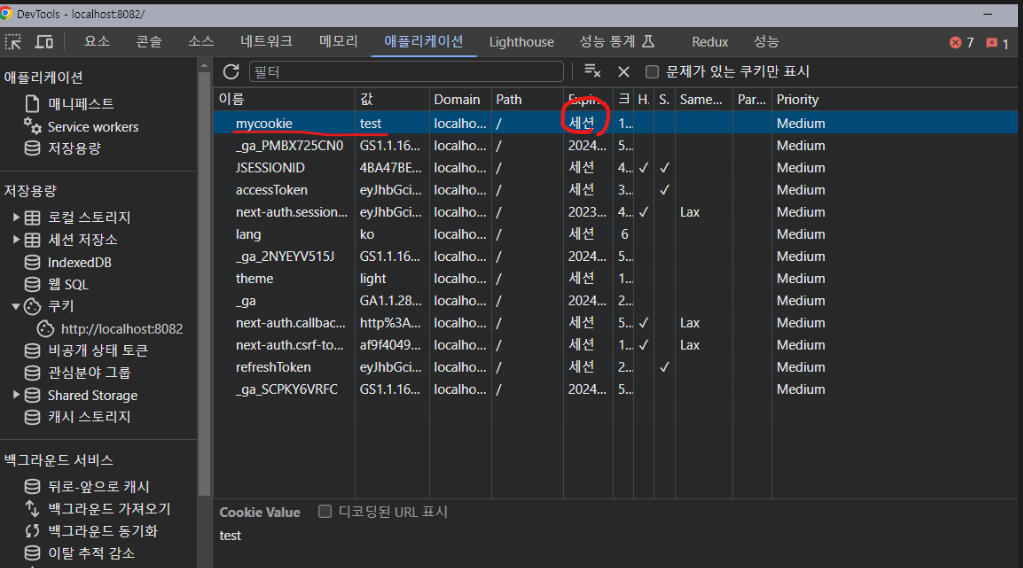 DevTools - localhost:8082/
요소 콘솔 소스 네트워크 메모리 애플리케이션 Lighthouse 성능 통계 Redux 성능 7 1
애플리케이션
매니페스트
Service workers
저장용량
저장용량
로컬 스토리지
세션 저장소
IndexedDB
웹 SQL
쿠키
http://localhost:8082
비공개 상태 토큰
관심분야 그룹
Shared Storage
캐시 스토리지
백그라운드 서비스
뒤로-앞으로 캐시
백그라운드 가져오기
백그라운드 동기화
이탈 추적 감소
필터 문제가 있는 쿠키만 표시
이름 값 Domain Path Expir... 크 H. S. Same... Par... Priority
mycookie test localho... / 세션 1... Medium
_ga_PMBX725CN0 GS1.1.16... localho... / 2024... 5... Medium
JSESSIONID 4BA47BE... localho... / 세션 4... ✓ ✓ Medium
accessToken eyJhbGci... localho... / 세션 3... ✓ Medium
next-auth.session... eyJhbGci... localho... / 2023... 4... ✓ Lax Medium
lang ko localho... / 세션 6 Medium
_ga_2NYEYV515J GS1.1.16... localho... / 2024... 5... Medium
theme light localho... / 세션 1... Medium
_ga GA1.1.28... localho... / 2024... 2... Medium
next-auth.callbac... http%3A... localho... / 세션 5... ✓ Lax Medium
next-auth.csrf-to... af9f4049... localho... / 세션 1... ✓ Lax Medium
refreshToken eyJhbGci... localho... / 세션 2... ✓ Medium
_ga_SCPKY6VRFC GS1.1.16... localho... / 2024... 5... Medium
Cookie Value 디코딩된 URL 표시
test